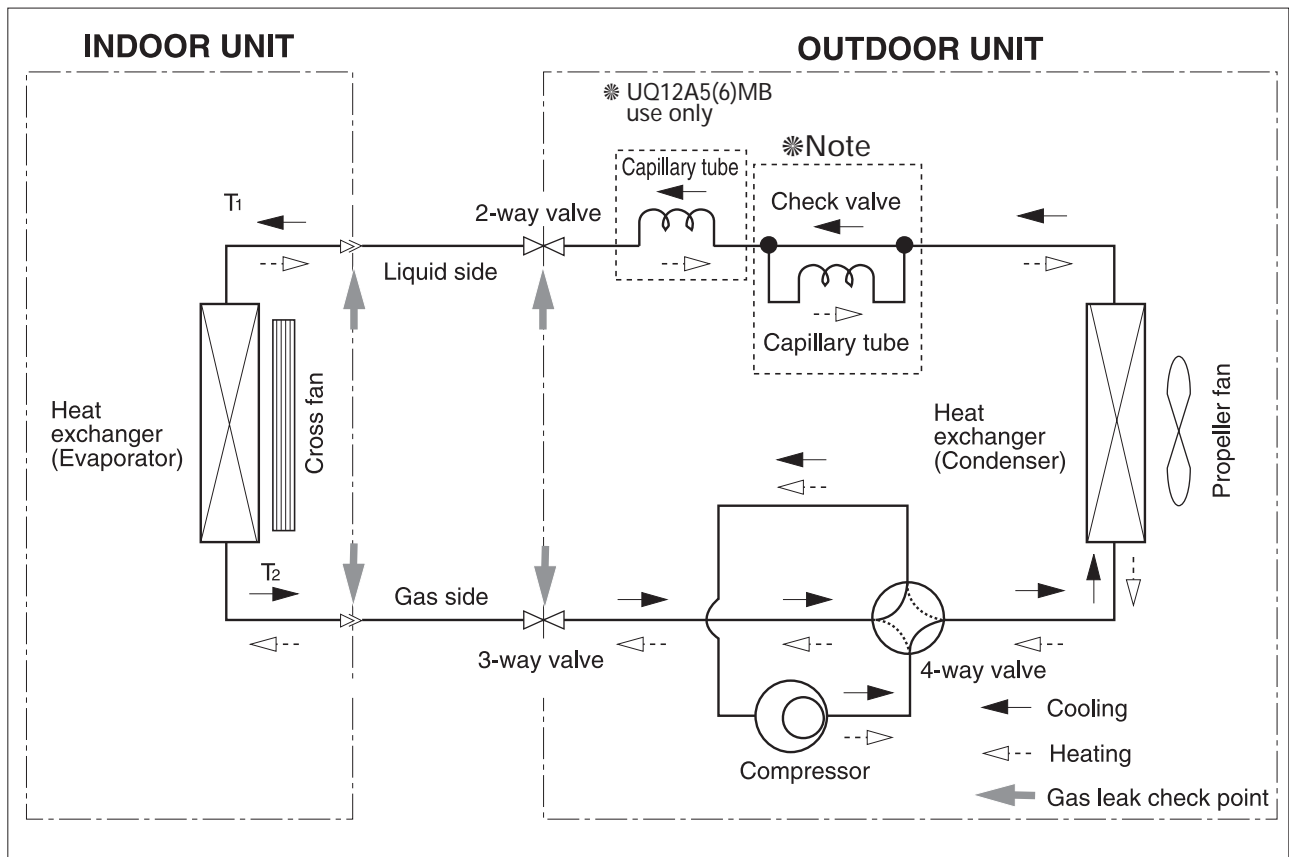 INDOOR UNIT
OUTDOOR UNIT
❋ UQ12A5(6)MB
use only
❋Note
Capillary tube
Check valve
T1
2-way valve
Liquid side
Capillary tube
Heat
exchanger
(Evaporator)
Cross fan
Heat
exchanger
(Condenser)
Propeller fan
T2
Gas side
3-way valve
4-way valve
Compressor
Cooling
Heating
Gas leak check point